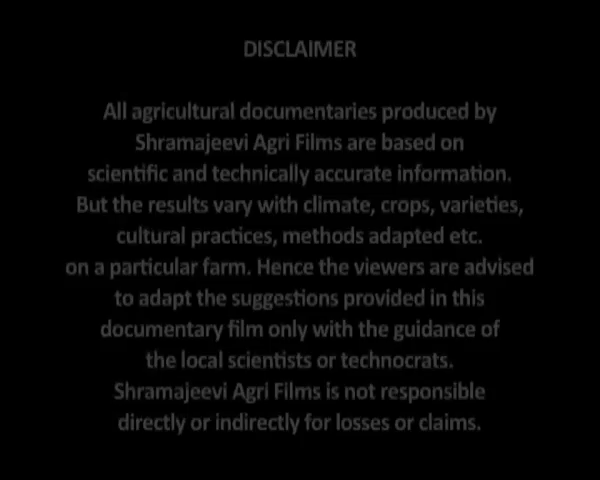 DISCLAIMER
All agricultural documentaries produced by
Shramajeevi Agri Films are based on
scientific and technically accurate information.
But the results vary with climate, crops, varieties,
cultural practices, methods adapted etc.
on a particular farm. Hence the viewers are advised
to adapt the suggestions provided in this
documentary film only with the guidance of
the local scientists or technocrats.
Shramajeevi Agri Films is not responsible
directly or indirectly for losses or claims.